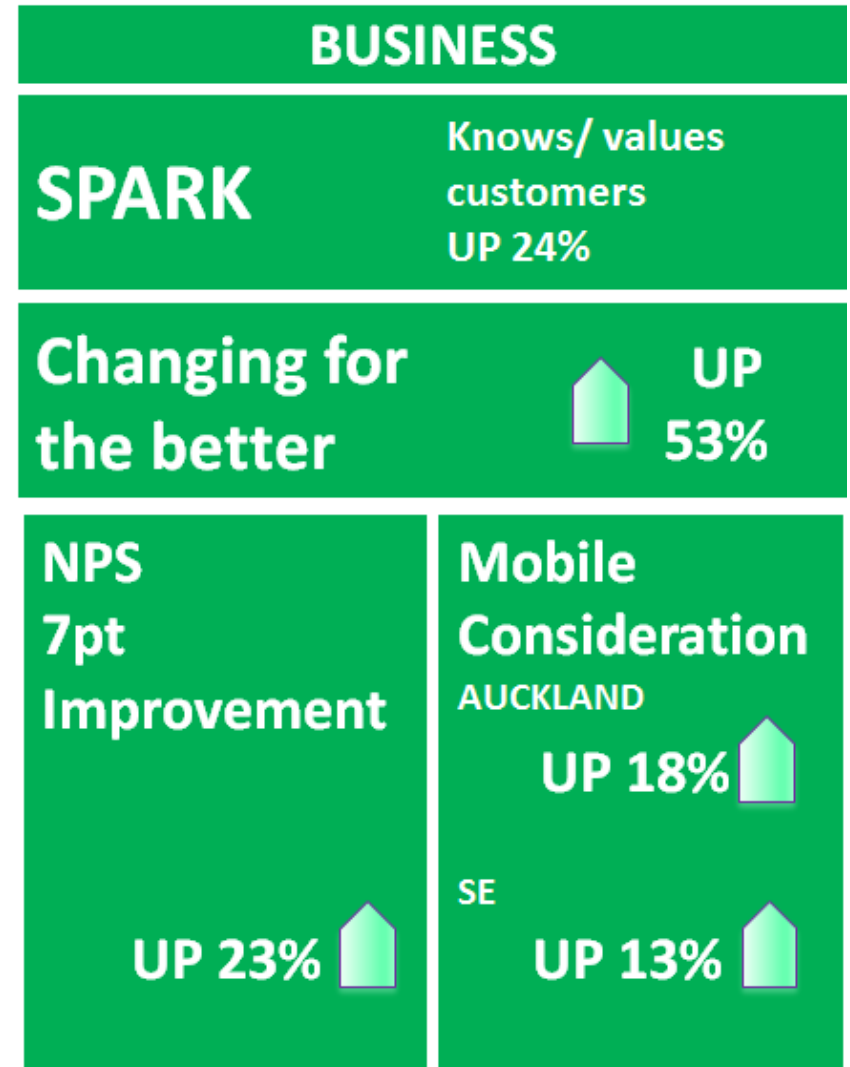 BUSINESS
SPARK
Knows/ values
customers
UP 24%
Changing for
the better
UP
53%
NPS
7pt
Improvement
UP 23%
Mobile
Consideration
AUCKLAND
UP 18%
SE
UP 13%